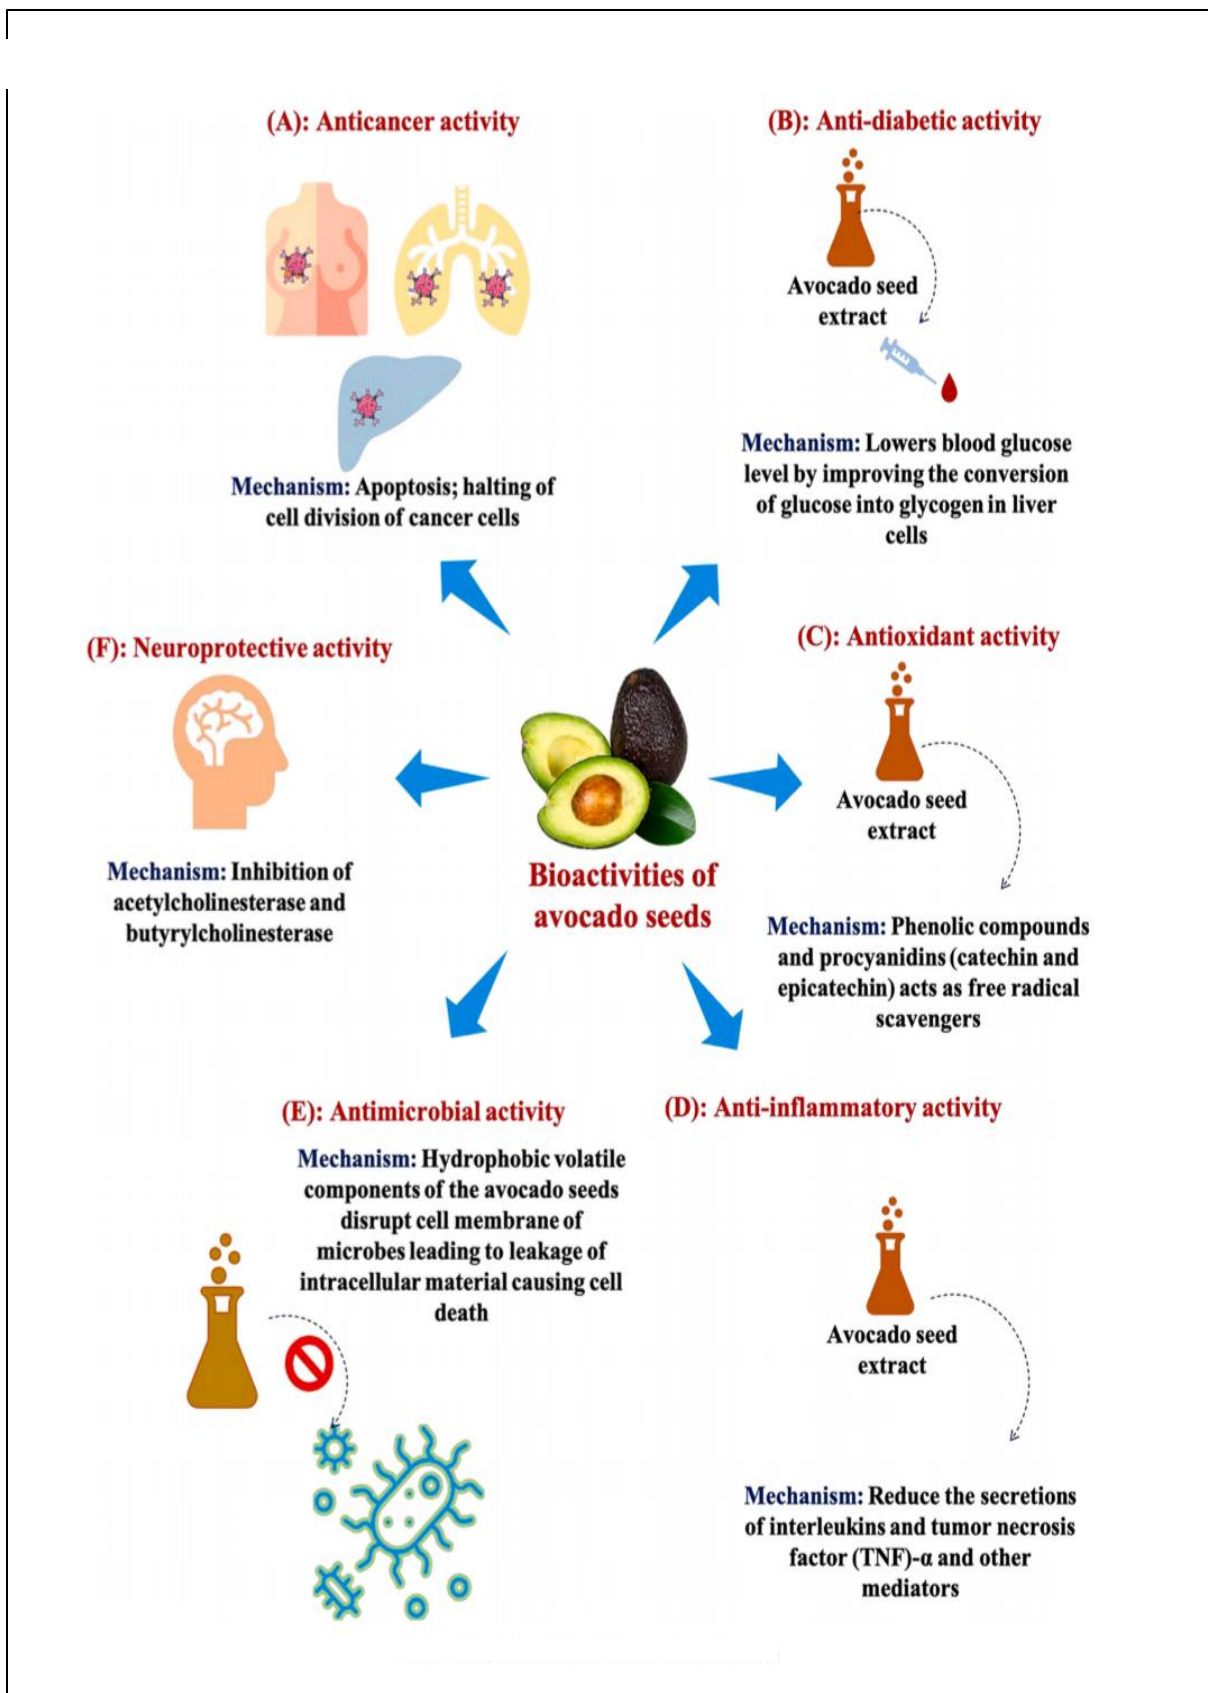 (A): Anticancer activity
Mechanism: Apoptosis; halting of
cell division of cancer cells
(B): Anti-diabetic activity
Avocado seed
extract
Mechanism: Lowers blood glucose
level by improving the conversion
of glucose into glycogen in liver
cells
(F): Neuroprotective activity
Mechanism: Inhibition of
acetylcholinesterase and
butyrylcholinesterase
Bioactivities of
avocado seeds
(C): Antioxidant activity
Avocado seed
extract
Mechanism: Phenolic compounds
and procyanidins (catechin and
epicatechin) acts as free radical
scavengers
(E): Antimicrobial activity
Mechanism: Hydrophobic volatile
components of the avocado seeds
disrupt cell membrane of
microbes leading to leakage of
intracellular material causing cell
death
(D): Anti-inflammatory activity
Avocado seed
extract
Mechanism: Reduce the secretions
of interleukins and tumor necrosis
factor (TNF)-α and other
mediators